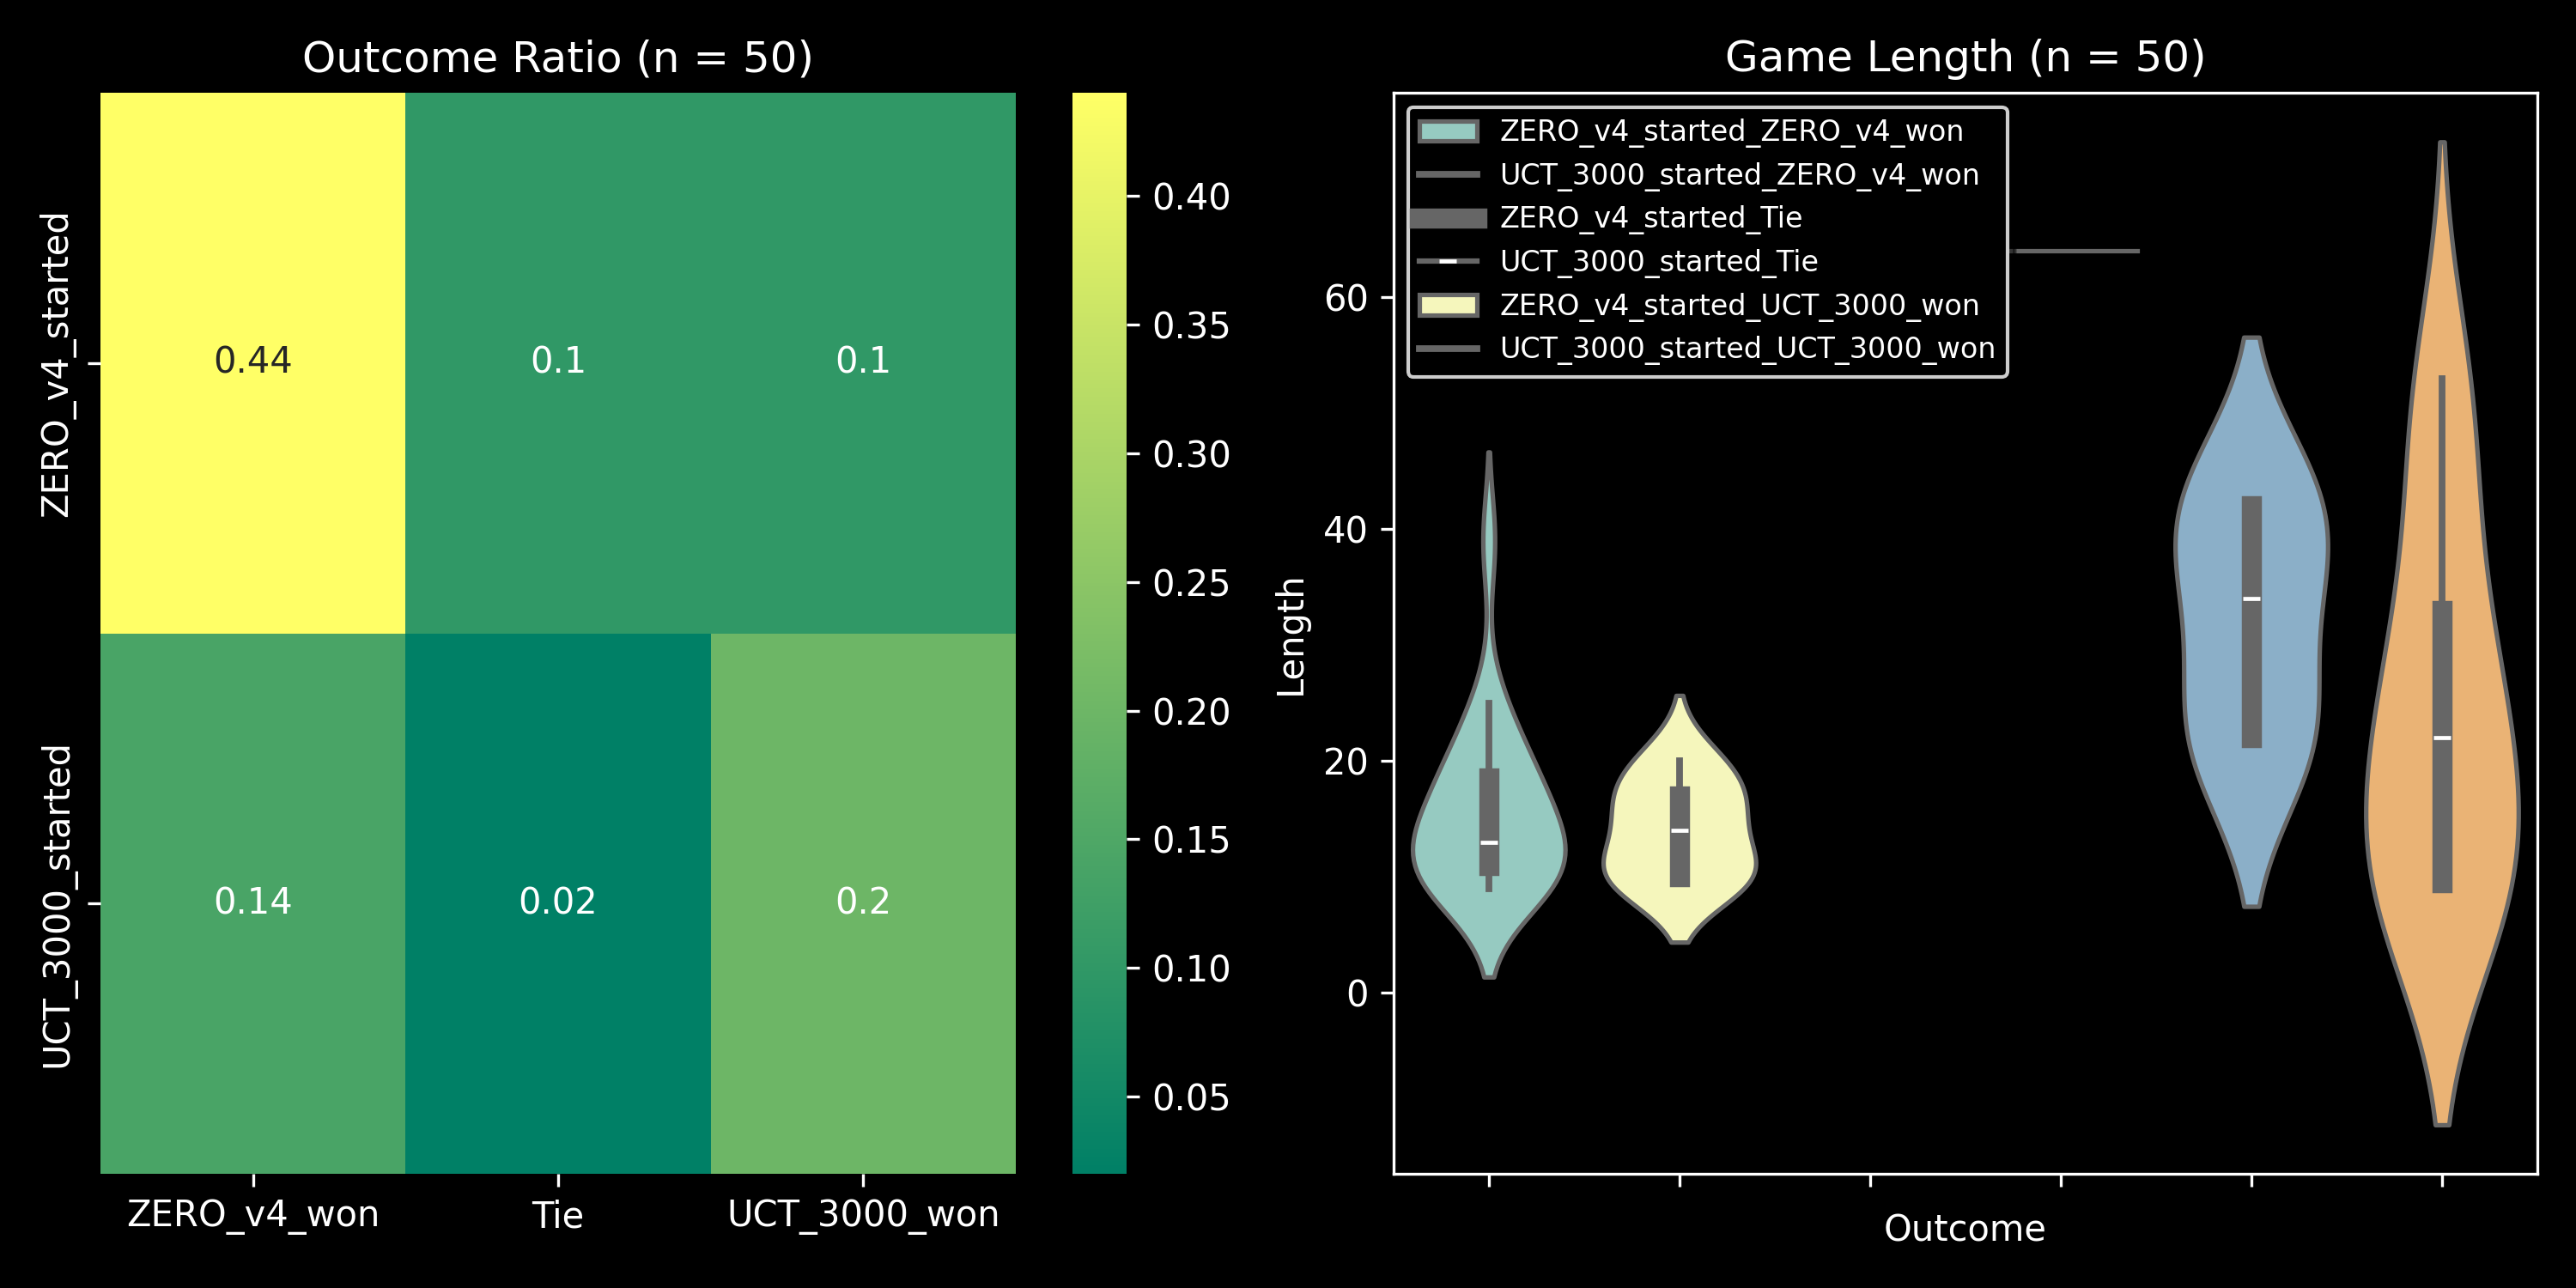 Outcome Ratio (n = 50)
ZERO_v4_started
UCT_3000_started
0.44
0.1
0.1
0.14
0.02
0.2
ZERO_v4_won
Tie
UCT_3000_won
0.40
0.35
0.30
0.25
0.20
0.15
0.10
0.05
Game Length (n = 50)
ZERO_v4_started_ZERO_v4_won
UCT_3000_started_ZERO_v4_won
ZERO_v4_started_Tie
UCT_3000_started_Tie
ZERO_v4_started_UCT_3000_won
UCT_3000_started_UCT_3000_won
Length
60
40
20
0
Outcome